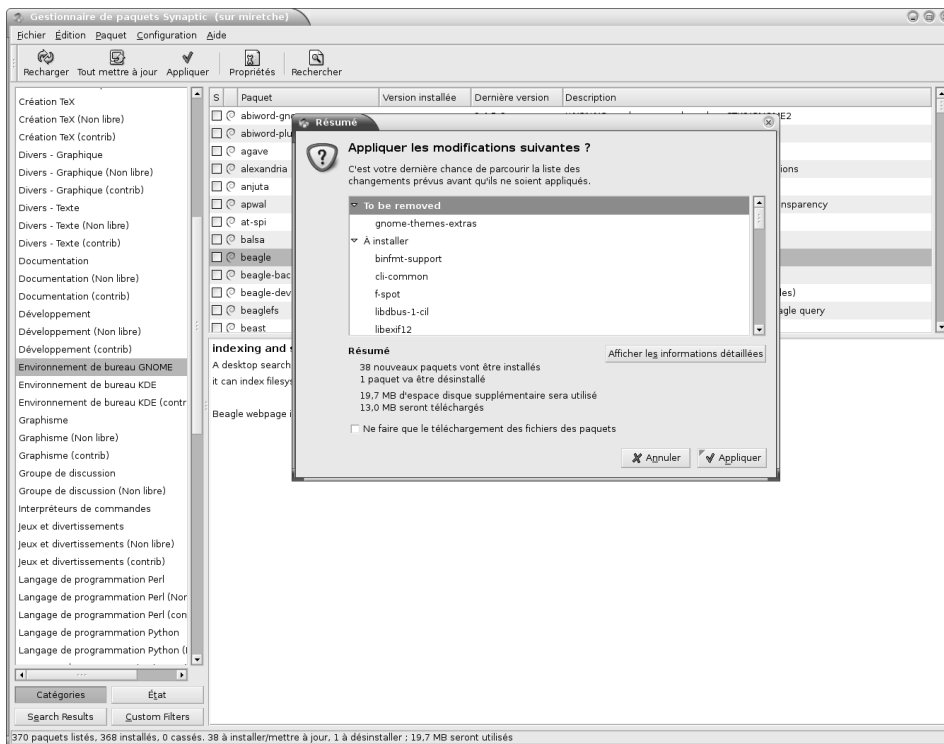 Gestionnaire de paquets Synaptic (sur miretche)
Fichier Édition Paquet Configuration Aide
Recharger Tout mettre à jour Appliquer Propriétés Rechercher
Création TeX
Création TeX (Non libre)
Création TeX (contrib)
Divers - Graphique
Divers - Graphique (Non libre)
Divers - Graphique (contrib)
Divers - Texte
Divers - Texte (Non libre)
Divers - Texte (contrib)
Documentation
Documentation (Non libre)
Documentation (contrib)
Développement
Développement (Non libre)
Développement (contrib)
Environnement de bureau GNOME
Environnement de bureau KDE
Environnement de bureau KDE (contr
Graphisme
Graphisme (Non libre)
Graphisme (contrib)
Groupe de discussion
Groupe de discussion (Non libre)
Interpréteurs de commandes
Jeux et divertissements
Jeux et divertissements (Non libre)
Jeux et divertissements (contrib)
Langage de programmation Perl
Langage de programmation Perl (Nor
Langage de programmation Perl (con
Langage de programmation Python
Langage de programmation Python (I
Catégories État
Search Results Custom Filters
S Paquet Version installée Dernière version Description
abiword-gno
abiword-plu
agave
alexandria ions
anjuta
apwal nsparency
at-spi
balsa
beagle
beagle-bac
beagle-dev les)
beaglefs agle query
beast
indexing and s
A desktop search
it can index filesys
Beagle webpage i
Résumé
Appliquer les modifications suivantes ?
C'est votre dernière chance de parcourir la liste des
changements prévus avant qu'ils ne soient appliqués.
To be removed
gnome-themes-extras
À installer
binfmt-support
cli-common
f-spot
libdbus-1-cil
libexif12
Résumé
Afficher les informations détaillées
38 nouveaux paquets vont être installés
1 paquet va être désinstallé
19,7 MB d'espace disque supplémentaire sera utilisé
13,0 MB seront téléchargés
Ne faire que le téléchargement des fichiers des paquets
Annuler Appliquer
370 paquets listés, 368 installés, 0 cassés. 38 à installer/mettre à jour, 1 à désinstaller ; 19,7 MB seront utilisés